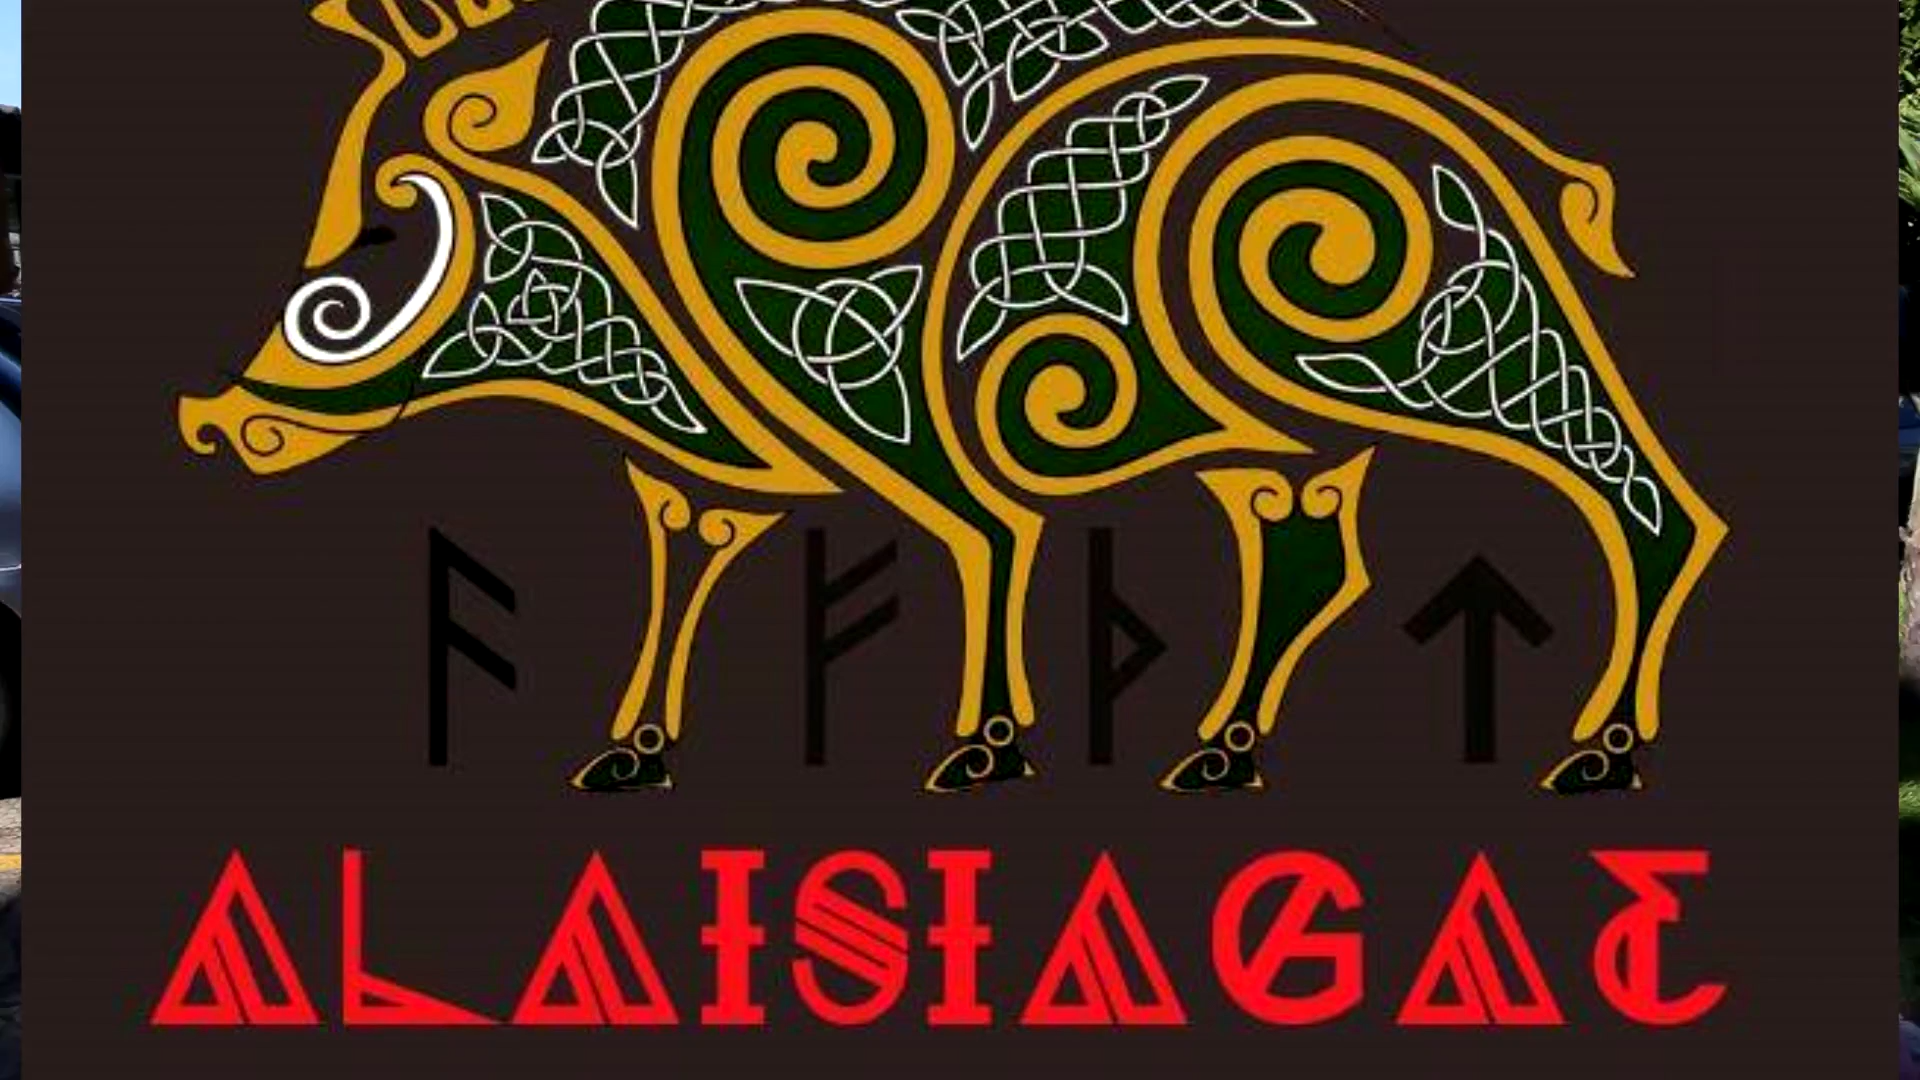 ᚨ ᚠ ᚦ ᛏ
ALAISIAGAE